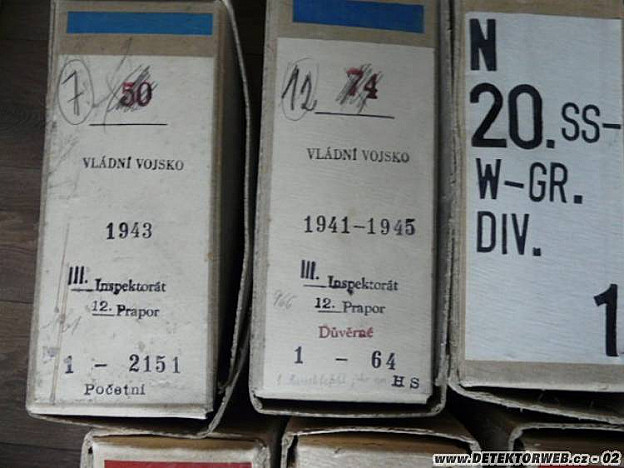 7
50
VLÁDNÍ VOJSKO
1943
III. Inspektorát
12. Prapor
1 - 2151
Početní
12
74
VLÁDNÍ VOJSKO
1941-1945
III. Inspektorát
12. Prapor
Důvěrné
1 - 64
HS
N
20. SS-
W-GR.
DIV.
1
www.DETEKTORWEB.cz - 02